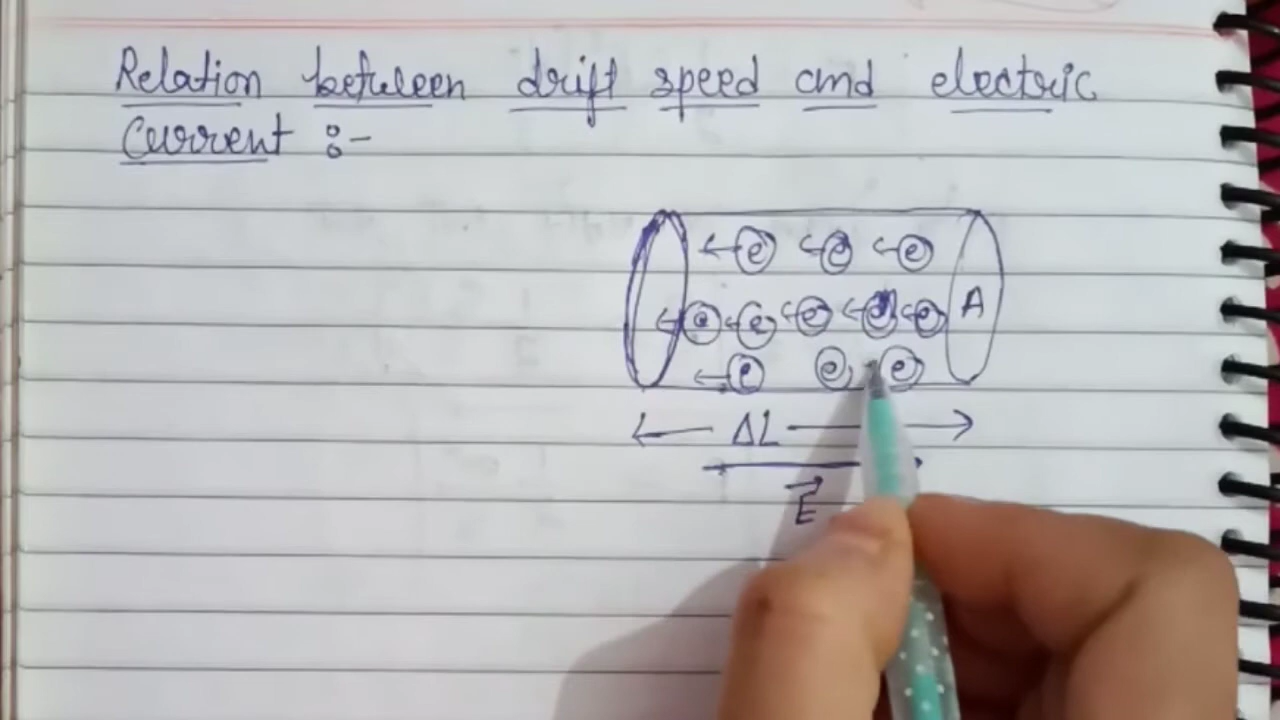 Relation between drift speed and electric
Current :-
e e e
e e e e e A
e e e
ΔL
E